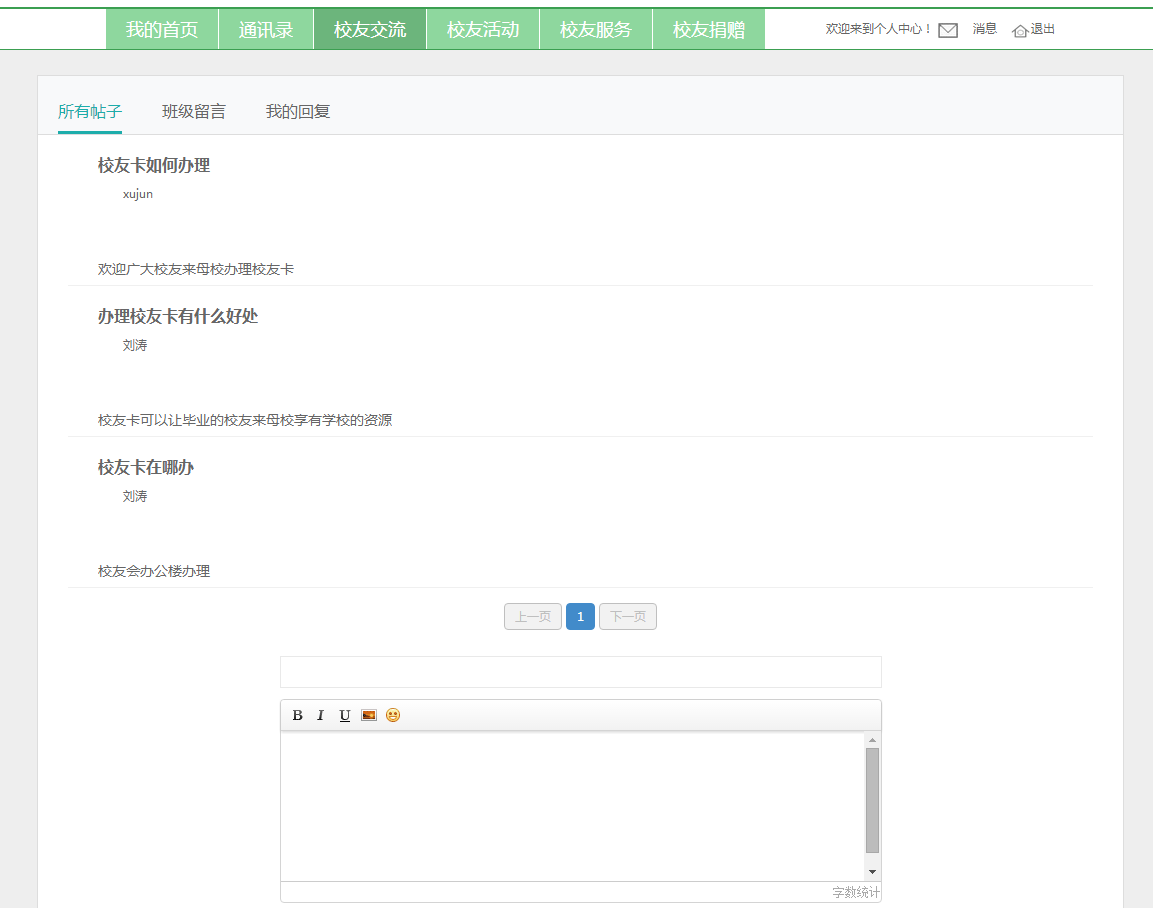 我的首页 通讯录 校友交流 校友活动 校友服务 校友捐赠 欢迎来到个人中心！ 消息 退出
所有帖子 班级留言 我的回复
校友卡如何办理
xujun
欢迎广大校友来母校办理校友卡
办理校友卡有什么好处
刘涛
校友卡可以让毕业的校友来母校享有学校的资源
校友卡在哪办
刘涛
校友会办公楼办理
上一页 1 下一页
B I U
字数统计